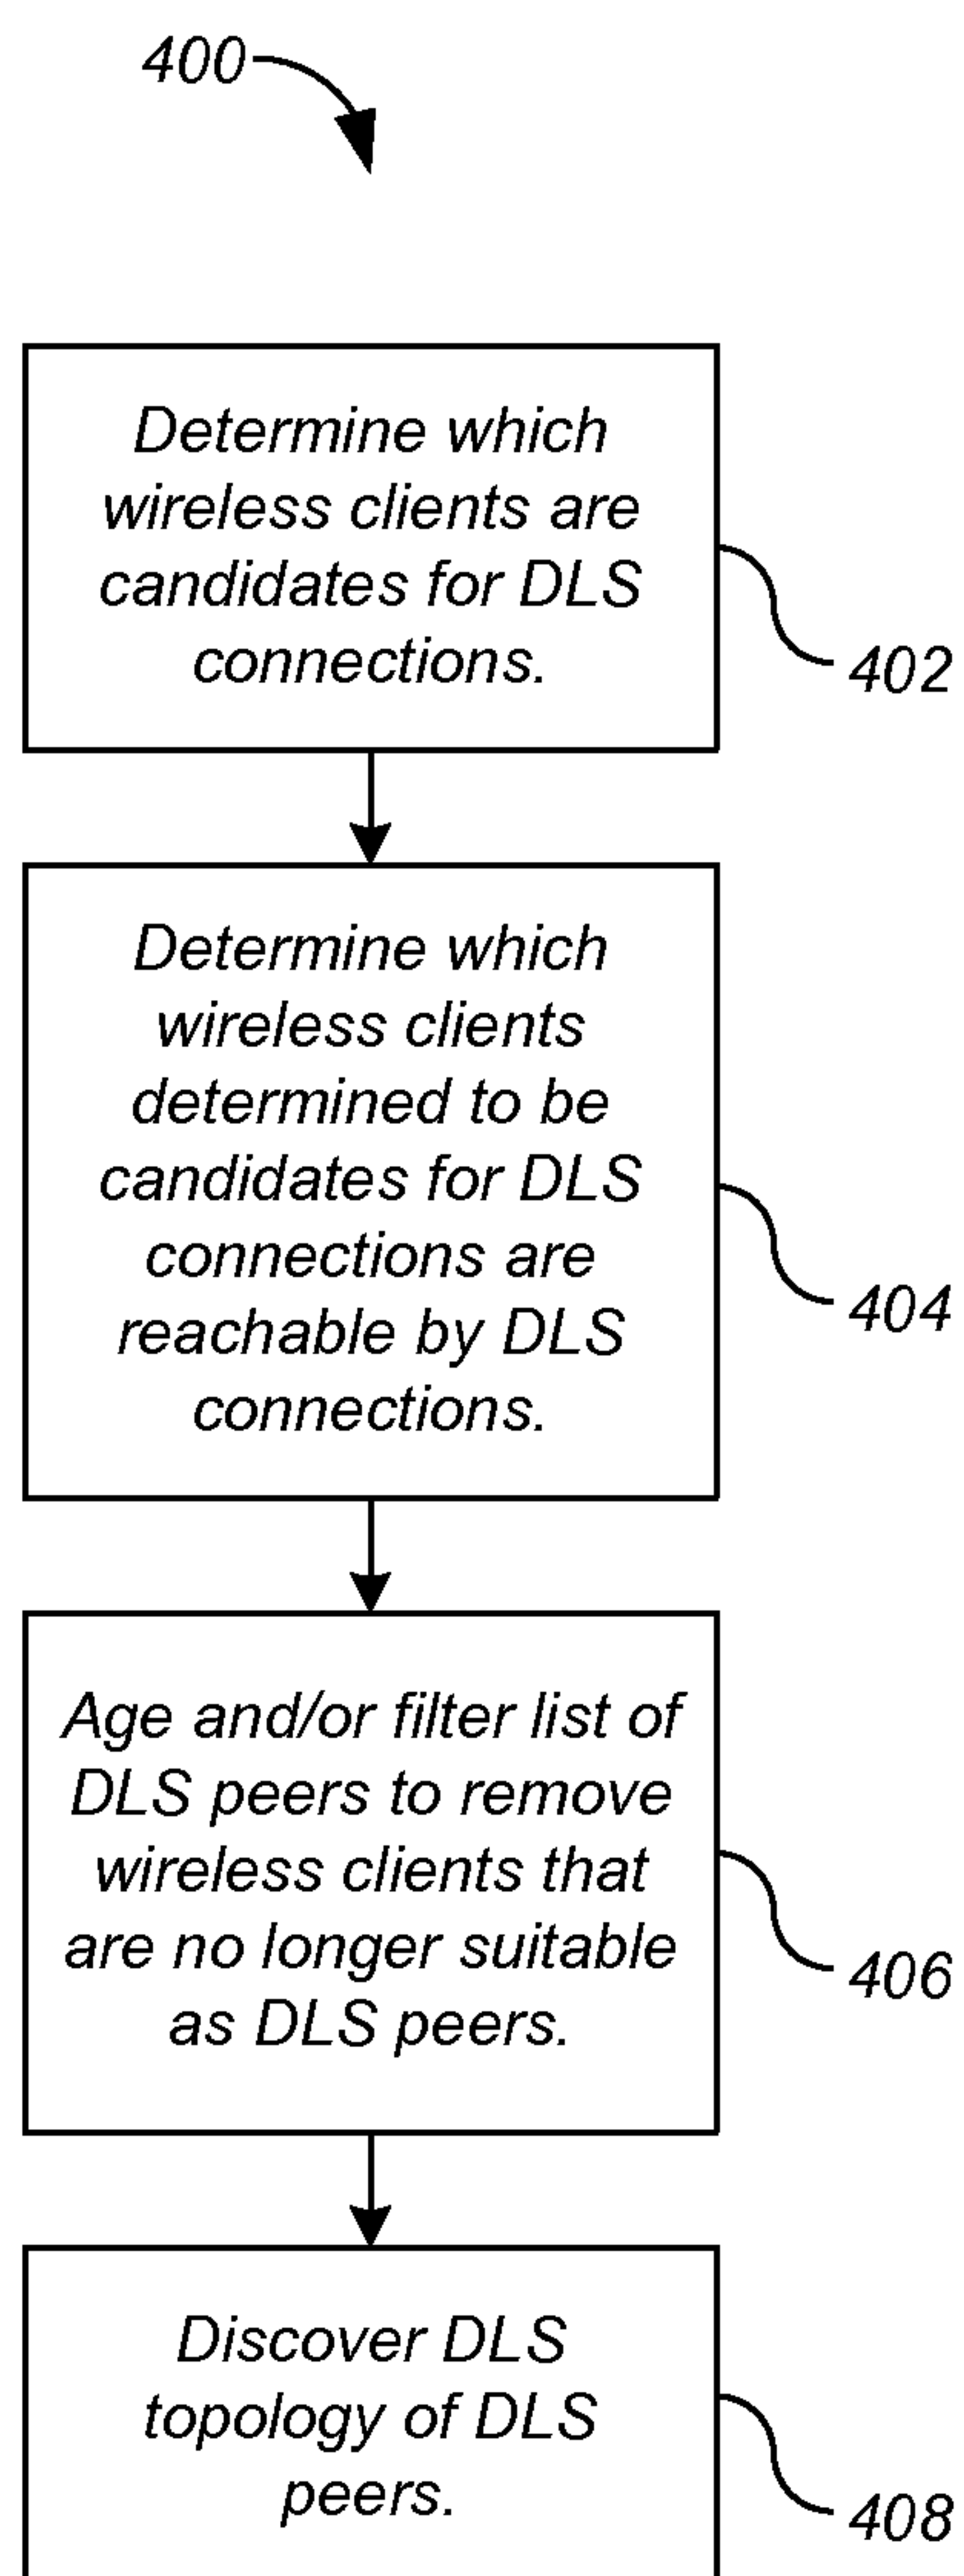 400
Determine which
wireless clients are
candidates for DLS
connections.
402
Determine which
wireless clients
determined to be
candidates for DLS
connections are
reachable by DLS
connections.
404
Age and/or filter list of
DLS peers to remove
wireless clients that
are no longer suitable
as DLS peers.
406
Discover DLS
topology of DLS
peers.
408